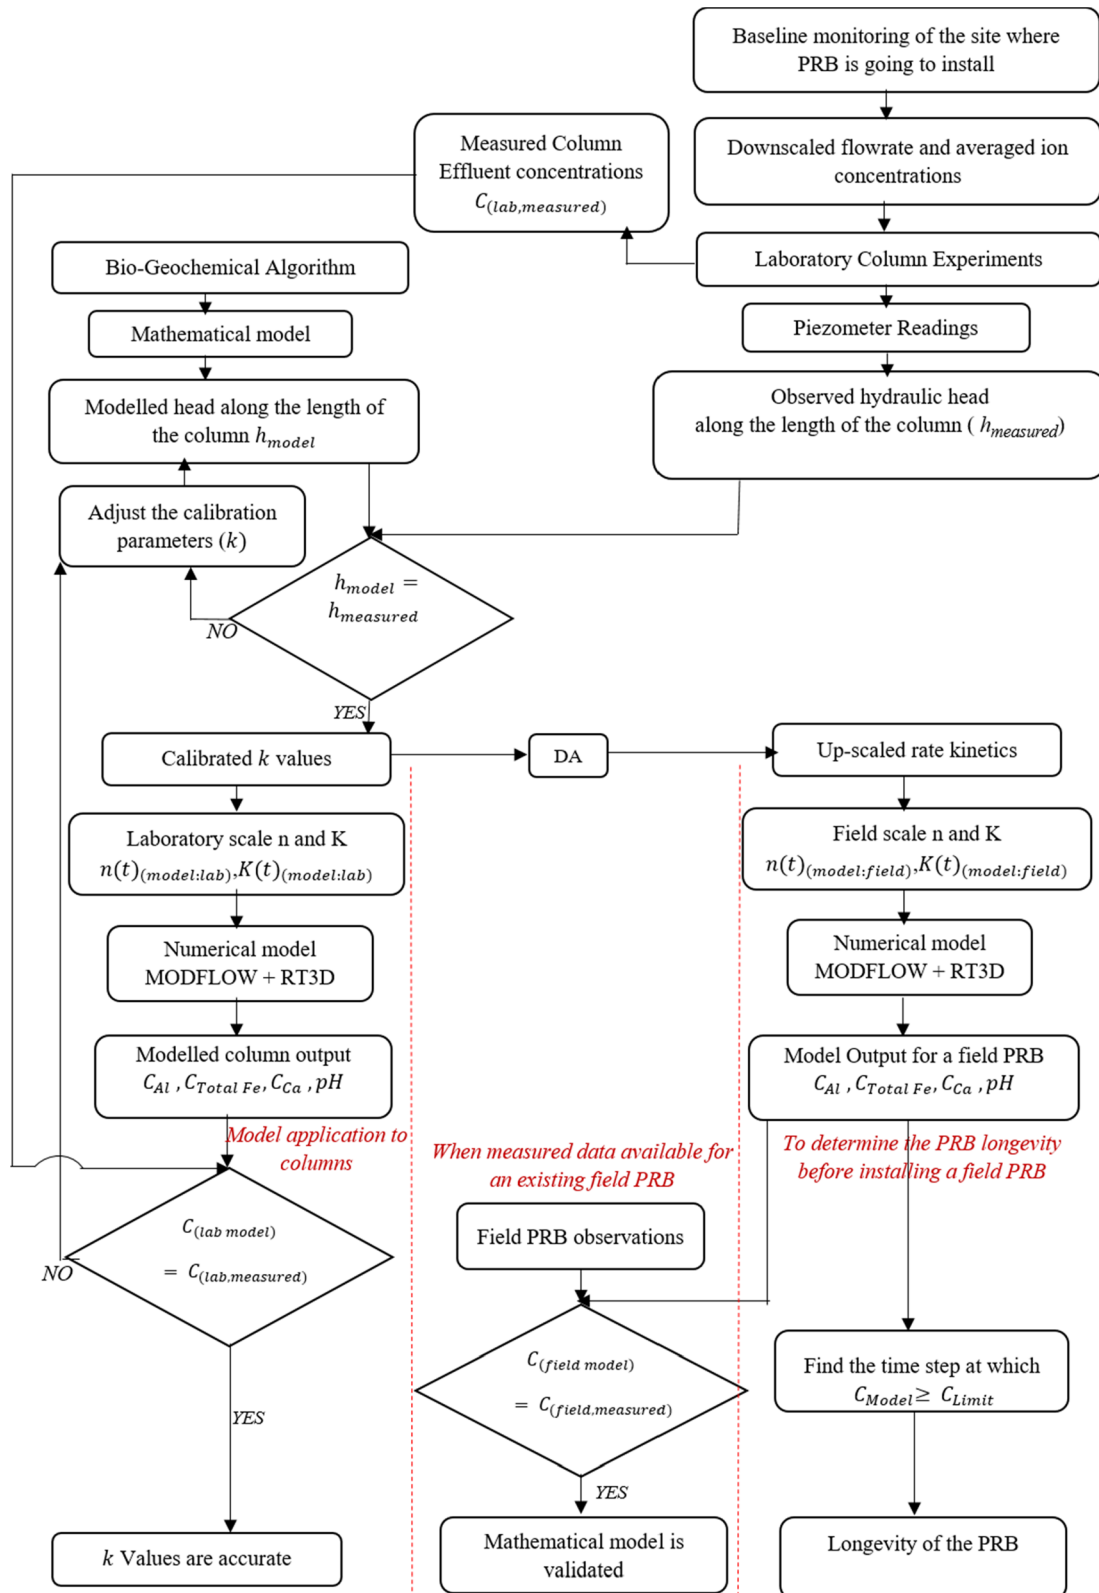 Baseline monitoring of the site where
PRB is going to install
Downscaled flowrate and averaged ion
concentrations
Measured Column
Effluent concentrations
C(lab,measured)
Laboratory Column Experiments
Bio-Geochemical Algorithm
Piezometer Readings
Mathematical model
Observed hydraulic head
along the length of the column ( hmeasured)
Modelled head along the length of
the column hmodel
Adjust the calibration
parameters (k)
hmodel =
hmeasured
NO
YES
Calibrated k values
DA
Up-scaled rate kinetics
Laboratory scale n and K
n(t)(model:lab),K(t)(model:lab)
Field scale n and K
n(t)(model:field),K(t)(model:field)
Numerical model
MODFLOW + RT3D
Numerical model
MODFLOW + RT3D
Modelled column output
CAl , CTotal Fe, CCa , pH
Model Output for a field PRB
CAl , CTotal Fe, CCa , pH
Model application to
columns
When measured data available for
an existing field PRB
To determine the PRB longevity
before installing a field PRB
C(lab model)
= C(lab,measured)
NO
Field PRB observations
C(field model)
= C(field,measured)
Find the time step at which
CModel≥ CLimit
YES
YES
k Values are accurate
Mathematical model is
validated
Longevity of the PRB